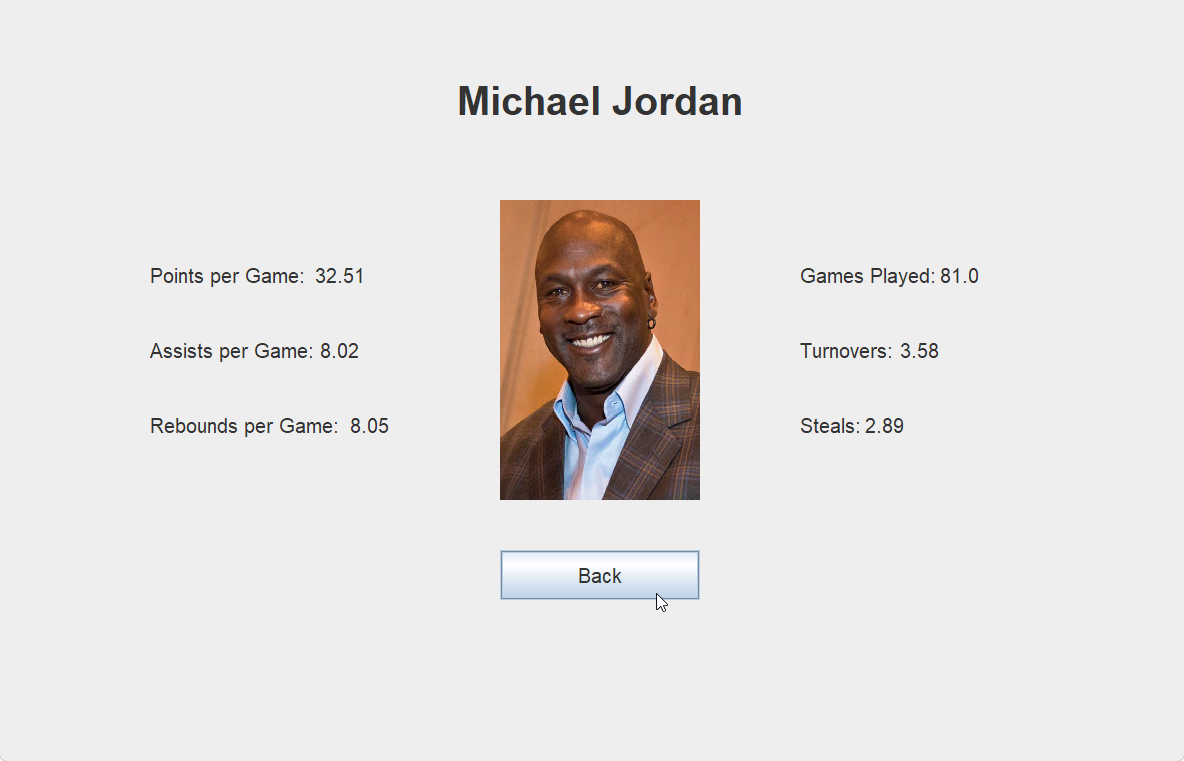 Michael Jordan
Points per Game: 32.51
Games Played: 81.0
Assists per Game: 8.02
Turnovers: 3.58
Rebounds per Game: 8.05
Steals: 2.89
Back